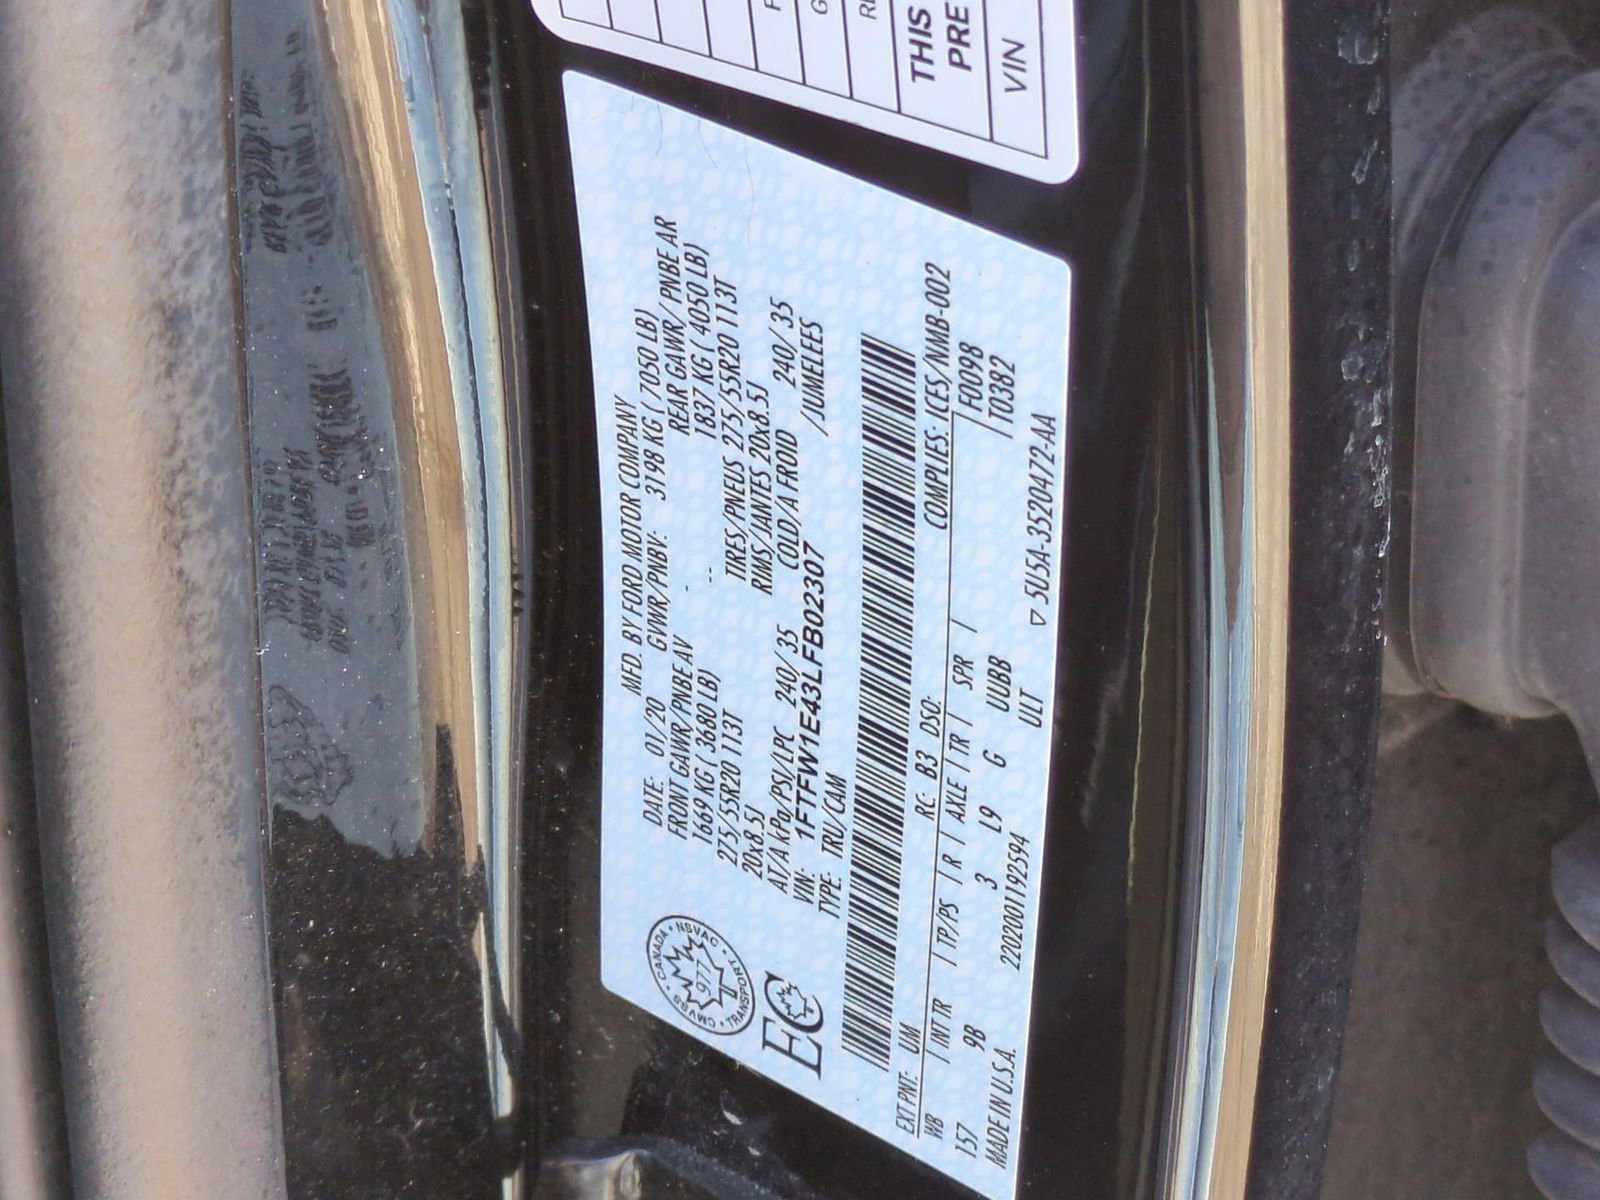 THIS
PRE
VIN
MFD. BY FORD MOTOR COMPANY
DATE: 01/20 GVWR/PNBV: 3198 KG ( 7050 LB)
FRONT GAWR/PNBE AV REAR GAWR/PNBE AR
1669 KG ( 3680 LB) 1837 KG ( 4050 LB)
275/55R20 113T TIRES/PNEUS 275/55R20 113T
20x8.5J RIMS/JANTES 20x8.5J
AT/A kPa/PSI/LPC 240/35 COLD/A FROID 240/35
VIN: 1FTFW1E43LFB02307 /JUMELEES
TYPE: TRU/CAM
CMVSS • CANADA • NSVAC • TRANSPORT •
977
EC
EXT PNT: UM RC: B3 DSO: COMPLIES: ICES/NMB-002
WB | INT TR | TP/PS | R | AXLE | TR | SPR | F0098
157 9B 3 L9 G UUBB | T0382
ULT
MADE IN U.S.A. 2202001192594 ▽ 5U5A-3520472-AA